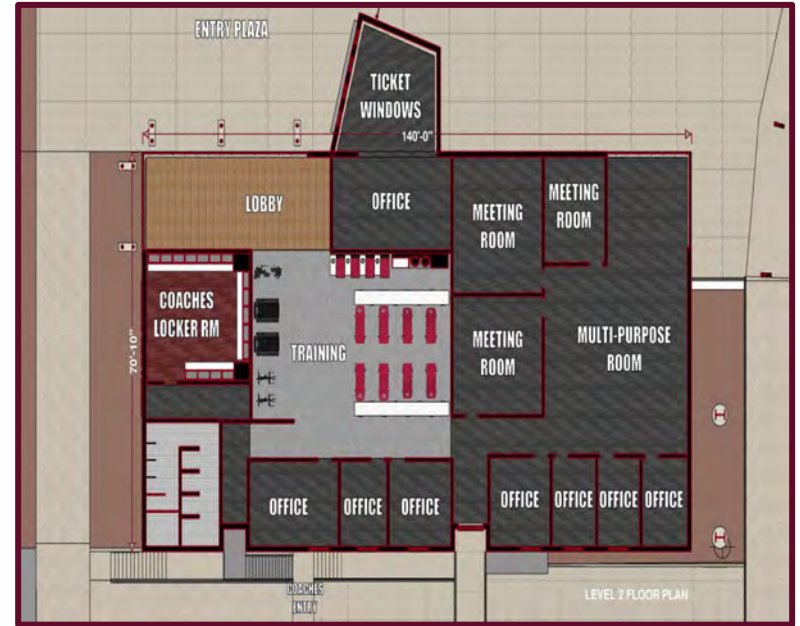 ENTRY PLAZA
TICKET
WINDOWS
140'-0"
LOBBY
OFFICE
MEETING
ROOM
MEETING
ROOM
COACHES
LOCKER RM
70'-10"
TRAINING
MEETING
ROOM
MULTI-PURPOSE
ROOM
OFFICE
OFFICE
OFFICE
OFFICE
OFFICE
OFFICE
OFFICE
COACHES
ENTRY
LEVEL 2 FLOOR PLAN
H
H